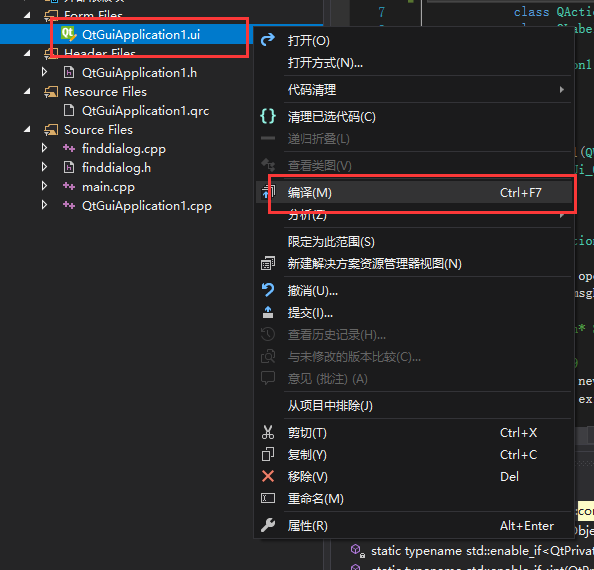 Form Files
QtGuiApplication1.ui
Header Files
QtGuiApplication1.h
Resource Files
QtGuiApplication1.qrc
Source Files
finddialog.cpp
finddialog.h
main.cpp
QtGuiApplication1.cpp
打开(O)
打开方式(N)...
代码清理
清理已选代码(C)
递归折叠(L)
查看类图(V)
编译(M) Ctrl+F7
分析(Z)
限定为此范围(S)
新建解决方案资源管理器视图(N)
撤消(U)...
提交(I)...
查看历史记录(H)...
与未修改的版本比较(C)...
意见 (批注) (A)
从项目中排除(J)
剪切(T) Ctrl+X
复制(Y) Ctrl+C
移除(V) Del
重命名(M)
属性(R) Alt+Enter
7 class QActio
static typename std::enable_if<QtPrivat